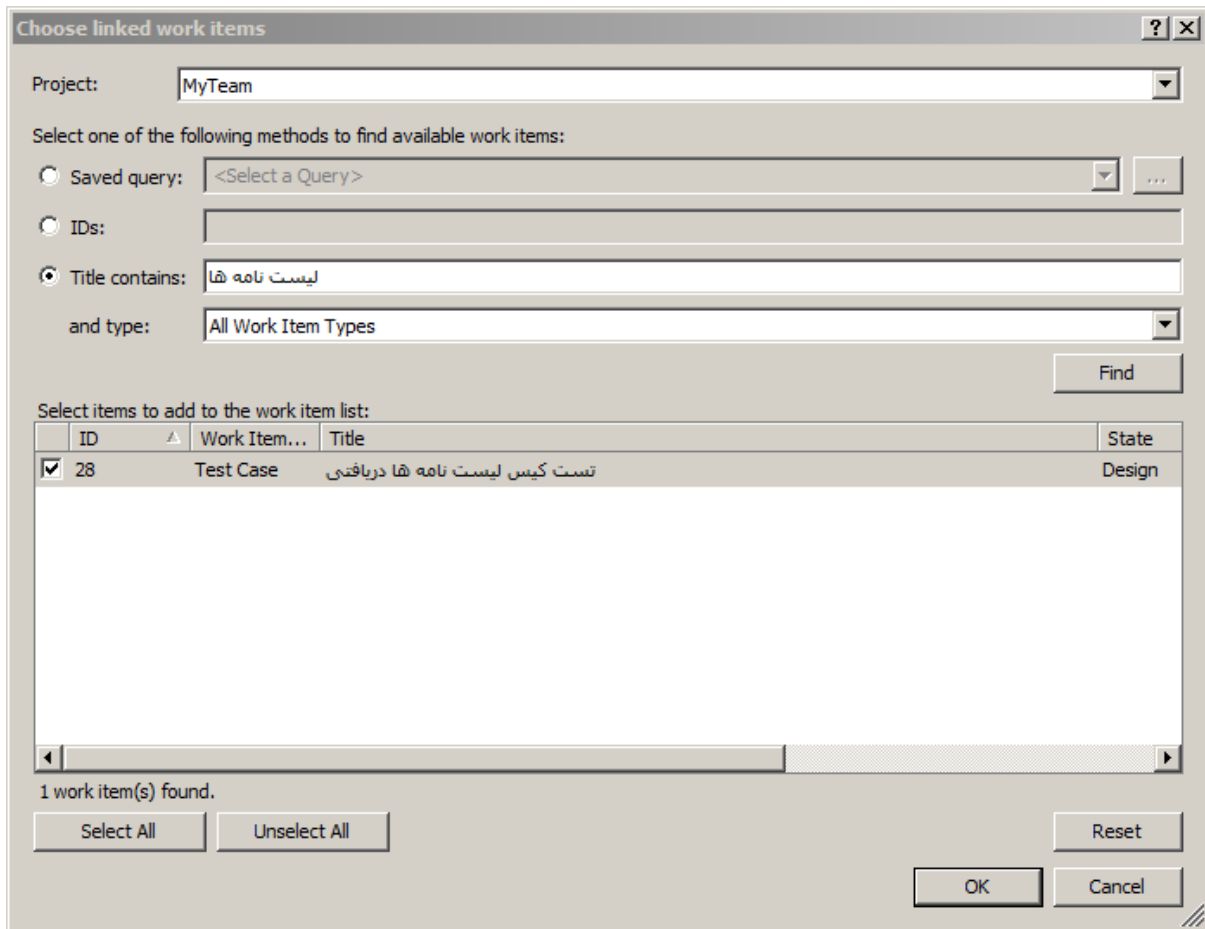 Choose linked work items
Project: MyTeam
Select one of the following methods to find available work items:
Saved query: <Select a Query> ...
IDs:
Title contains: لیست نامه ها
and type: All Work Item Types
Find
Select items to add to the work item list:
ID Work Item... Title State
28 Test Case تست کیس لیست نامه ها دریافتی Design
1 work item(s) found.
Select All Unselect All Reset
OK Cancel